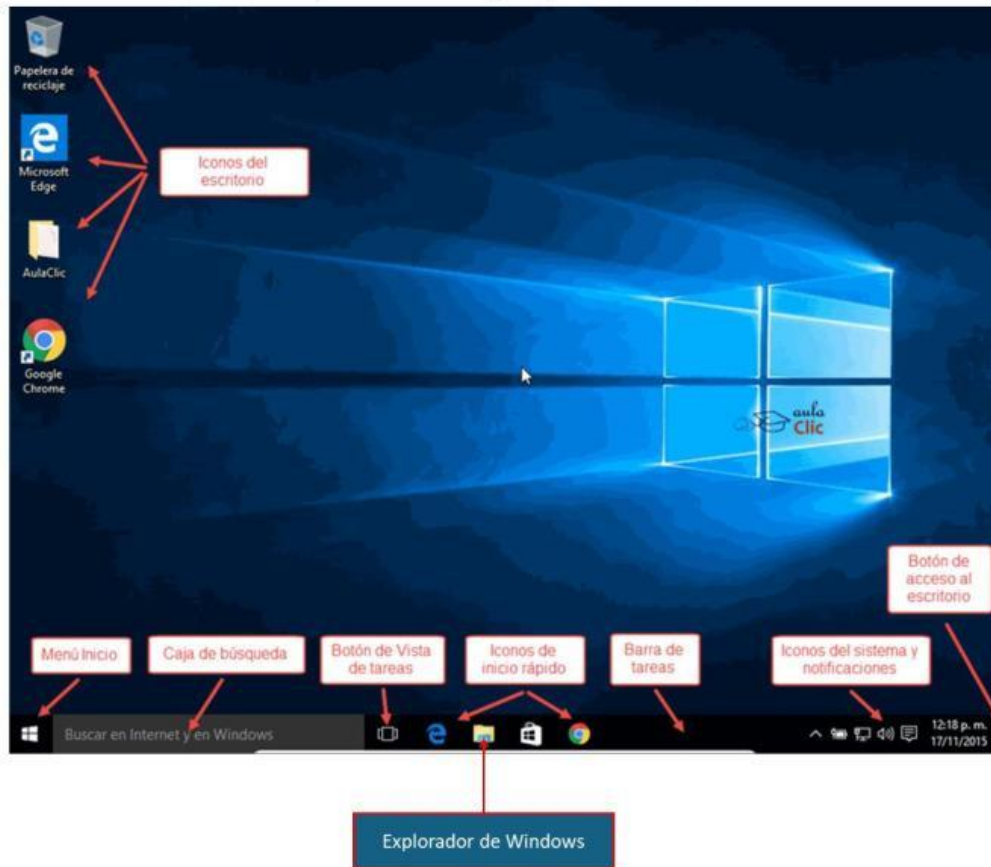 Papelera de
reciclaje
Microsoft
Edge
Iconos del
escritorio
AulaClic
Google
Chrome
aula
Clic
Botón de
acceso al
escritorio
Menú Inicio
Caja de búsqueda
Botón de Vista
de tareas
Iconos de
inicio rápido
Barra de
tareas
Iconos del sistema y
notificaciones
Buscar en Internet y en Windows
12:18 p. m.
17/11/2015
Explorador de Windows